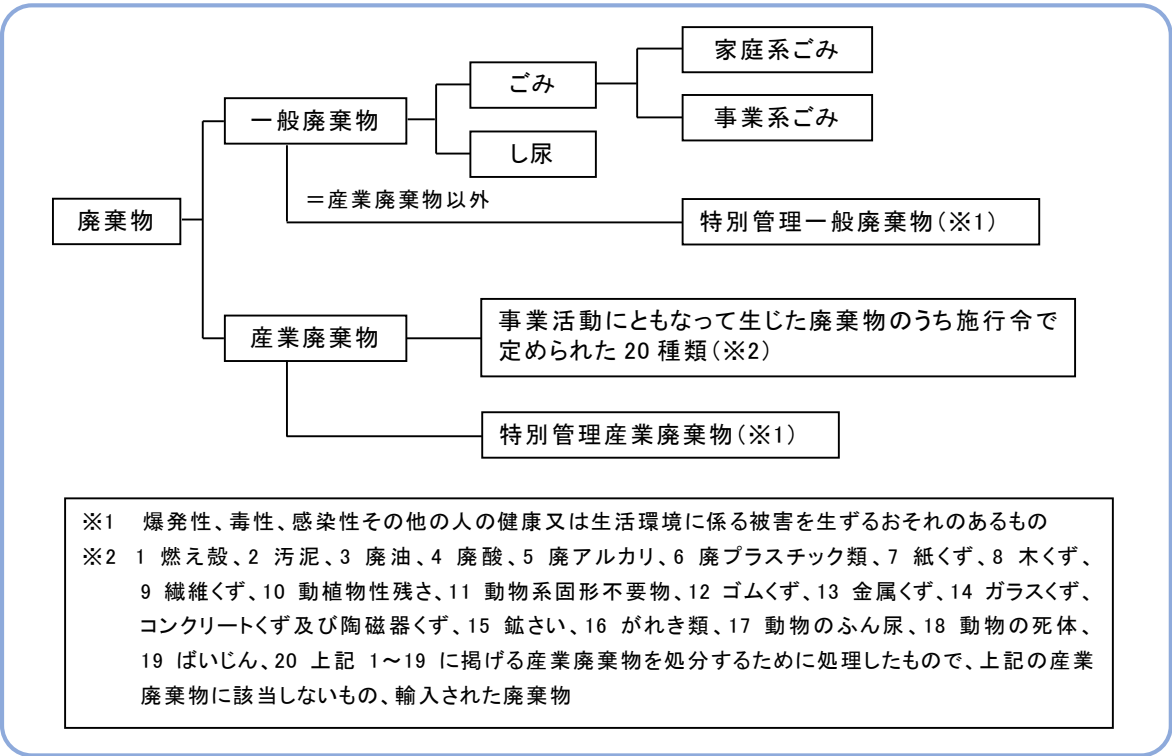 家庭系ごみ
ごみ
一般廃棄物
事業系ごみ
し尿
＝産業廃棄物以外
廃棄物
特別管理一般廃棄物(※1)
産業廃棄物
事業活動にともなって生じた廃棄物のうち施行令で
定められた 20 種類(※2)
特別管理産業廃棄物(※1)
※1 爆発性、毒性、感染性その他の人の健康又は生活環境に係る被害を生ずるおそれのあるもの
※2 1 燃え殻、2 汚泥、3 廃油、4 廃酸、5 廃アルカリ、6 廃プラスチック類、7 紙くず、8 木くず、
9 繊維くず、10 動植物性残さ、11 動物系固形不要物、12 ゴムくず、13 金属くず、14 ガラスくず、
コンクリートくず及び陶磁器くず、15 鉱さい、16 がれき類、17 動物のふん尿、18 動物の死体、
19 ばいじん、20 上記 1～19 に掲げる産業廃棄物を処分するために処理したもので、上記の産業
廃棄物に該当しないもの、輸入された廃棄物